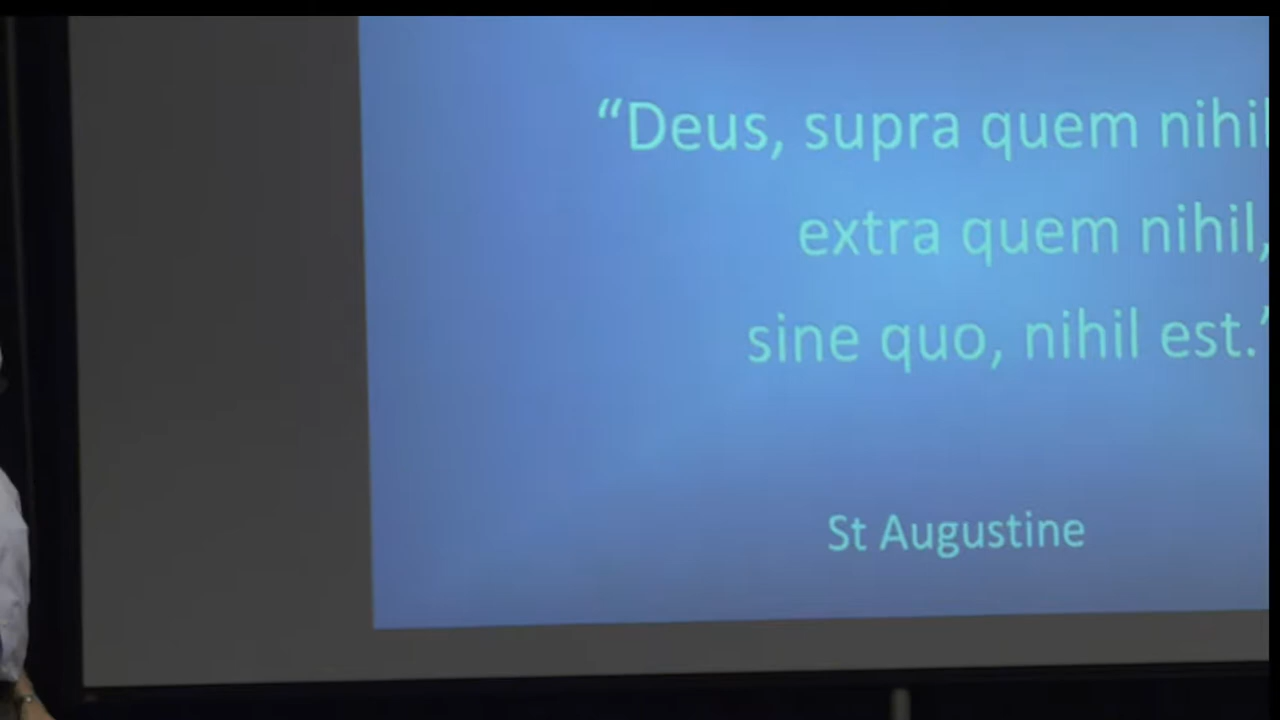 “Deus, supra quem nihil
extra quem nihil,
sine quo, nihil est.”
St Augustine